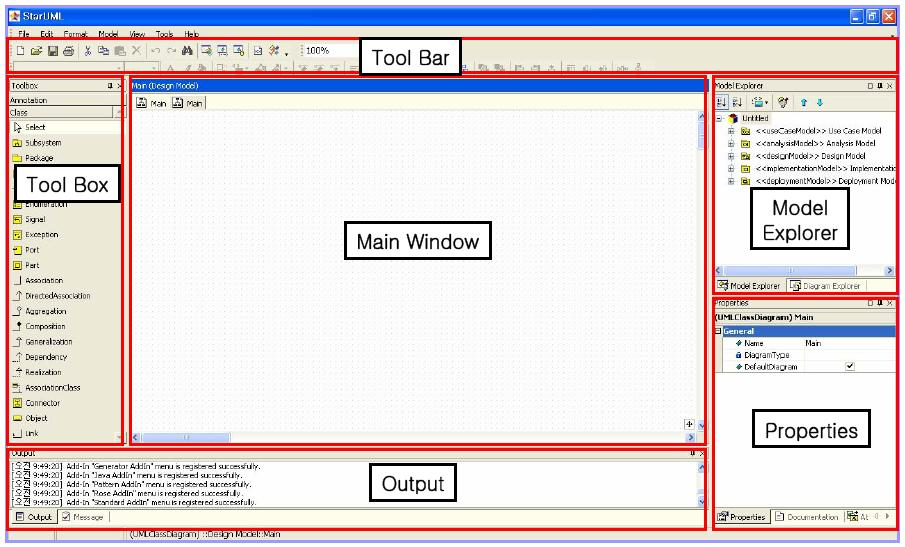 StarUML
File Edit Format Model View Tools Help
100%
Tool Bar
Toolbox
Annotation
Class
Select
Subsystem
Package
Tool Box
Enumeration
Signal
Exception
Port
Part
Association
DirectedAssociation
Aggregation
Composition
Generalization
Dependency
Realization
AssociationClass
Connector
Object
Link
Main (Design Model)
Main Main
Main Window
Model Explorer
Untitled
<<useCaseModel>> Use Case Model
<<analysisModel>> Analysis Model
<<designModel>> Design Model
<<implementationModel>> Implementatio
<<deploymentModel>> Deployment Mode
Model
Explorer
Model Explorer Diagram Explorer
Properties
(UMLClassDiagram) Main
General
Name Main
DiagramType
DefaultDiagram
Properties
Properties Documentation
Output
[오전 9:49:20] Add-In "Generator AddIn" menu is registered successfully.
[오전 9:49:20] Add-In "Java AddIn" menu is registered successfully.
[오전 9:49:20] Add-In "Pattern AddIn" menu is registered successfully.
[오전 9:49:20] Add-In "Rose AddIn" menu is registered successfully.
[오전 9:49:20] Add-In "Standard AddIn" menu is registered successfully.
Output
Output Message
(UMLClassDiagram) ::Design Model::Main